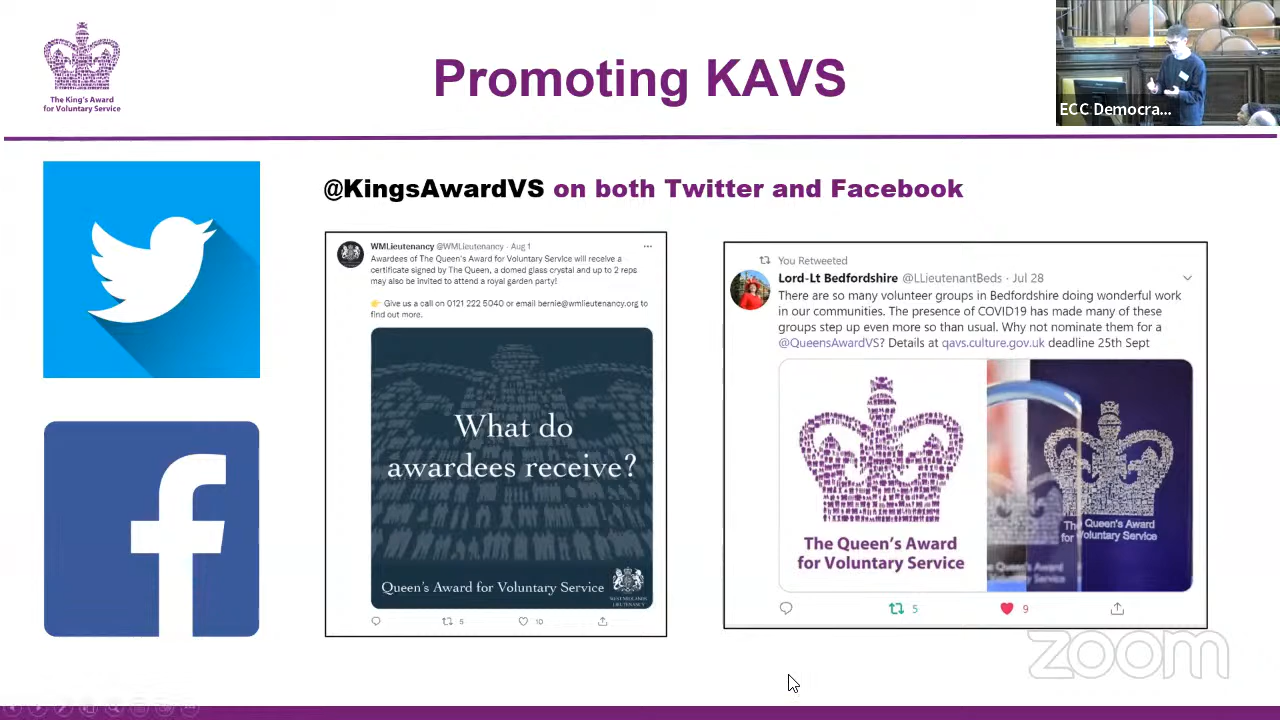 The King's Award
for Voluntary Service
Promoting KAVS
ECC Democra...
@KingsAwardVS on both Twitter and Facebook
WMLieutenancy @WMLieutenancy · Aug 1
Awardees of The Queen's Award for Voluntary Service will receive a
certificate signed by The Queen, a domed glass crystal and up to 2 reps
may also be invited to attend a royal garden party!
👉 Give us a call on 0121 222 5040 or email bernie@wmlieutenancy.org to
find out more.
What do
awardees receive?
Queen's Award for Voluntary Service
WEST MIDLANDS
LIEUTENANCY
5
10
You Retweeted
Lord-Lt Bedfordshire @LLieutenantBeds · Jul 28
There are so many volunteer groups in Bedfordshire doing wonderful work
in our communities. The presence of COVID19 has made many of these
groups step up even more so than usual. Why not nominate them for a
@QueensAwardVS? Details at qavs.culture.gov.uk deadline 25th Sept
The Queen's Award
for Voluntary Service
The Queen's Award
for Voluntary Service
e Queen's Award
Voluntary Service
5
9
zoom